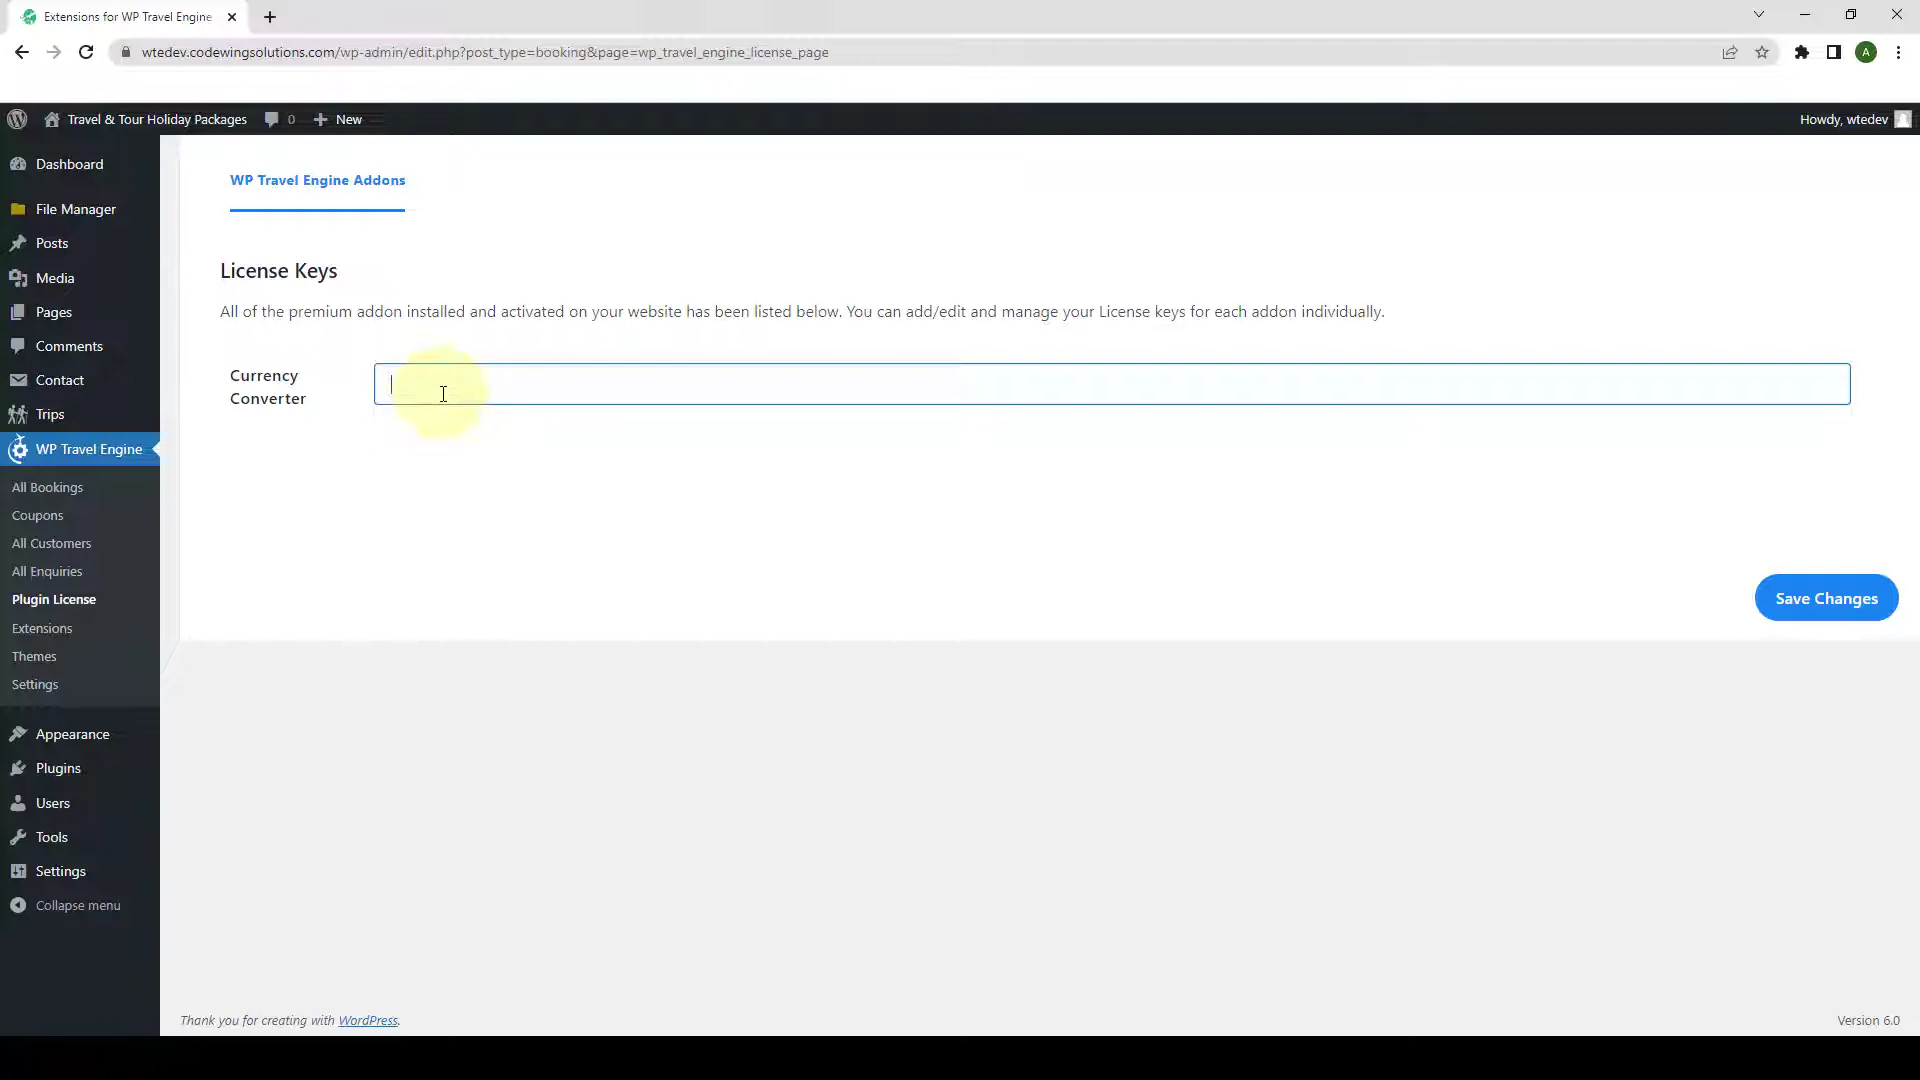 Extensions for WP Travel Engine
wtedev.codewingsolutions.com/wp-admin/edit.php?post_type=booking&page=wp_travel_engine_license_page
A
Travel & Tour Holiday Packages
0
New
Howdy, wtedev
Dashboard
File Manager
Posts
Media
Pages
Comments
Contact
Trips
WP Travel Engine
All Bookings
Coupons
All Customers
All Enquiries
Plugin License
Extensions
Themes
Settings
Appearance
Plugins
Users
Tools
Settings
Collapse menu
WP Travel Engine Addons
License Keys
All of the premium addon installed and activated on your website has been listed below. You can add/edit and manage your License keys for each addon individually.
Currency
Converter
Save Changes
Thank you for creating with WordPress.
Version 6.0